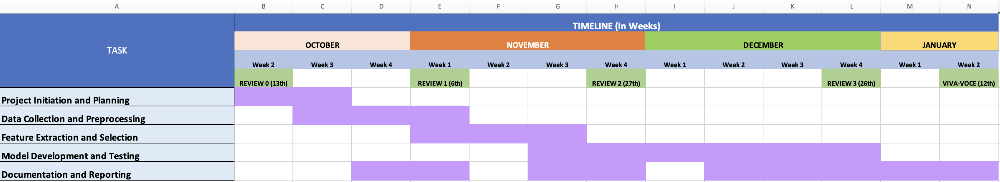 A B C D E F G H I J K L M N
TIMELINE (In Weeks)
TASK
OCTOBER NOVEMBER DECEMBER JANUARY
Week 2 Week 3 Week 4 Week 1 Week 2 Week 3 Week 4 Week 1 Week 2 Week 3 Week 4 Week 1 Week 2
REVIEW 0 (13th) REVIEW 1 (6th) REVIEW 2 (27th) REVIEW 3 (26th) VIVA-VOCE (12th)
Project Initiation and Planning
Data Collection and Preprocessing
Feature Extraction and Selection
Model Development and Testing
Documentation and Reporting